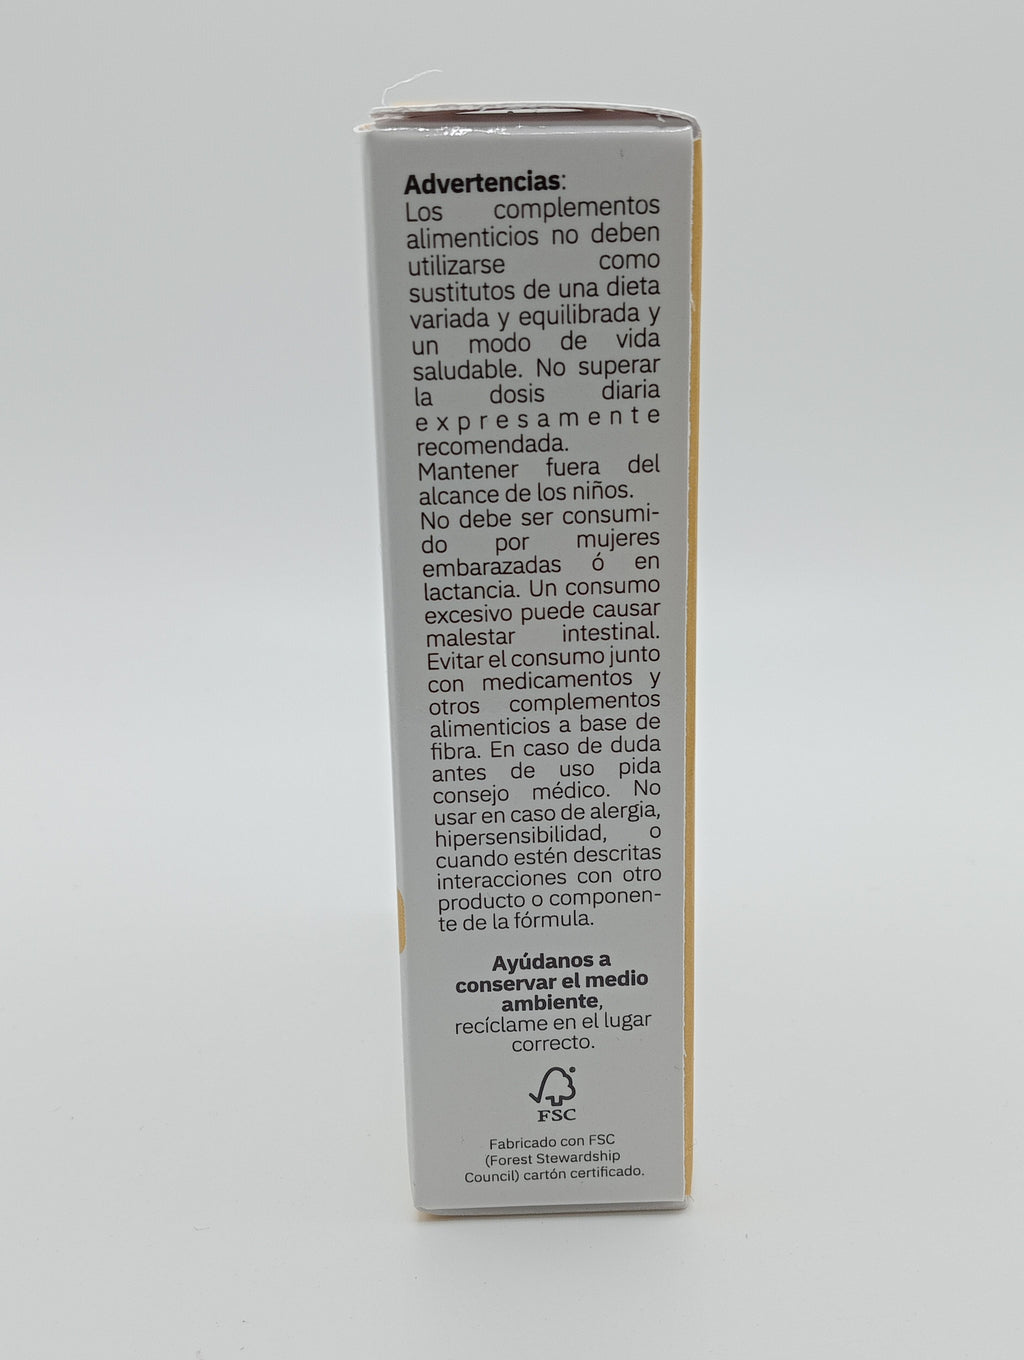 Advertencias:
Los complementos
alimenticios no deben
utilizarse como
sustitutos de una dieta
variada y equilibrada y
un modo de vida
saludable. No superar
la dosis diaria
expresamente
recomendada.
Mantener fuera del
alcance de los niños.
No debe ser consumi-
do por mujeres
embarazadas ó en
lactancia. Un consumo
excesivo puede causar
malestar intestinal.
Evitar el consumo junto
con medicamentos y
otros complementos
alimenticios a base de
fibra. En caso de duda
antes de uso pida
consejo médico. No
usar en caso de alergia,
hipersensibilidad, o
cuando estén descritas
interacciones con otro
producto o componen-
te de la fórmula.
Ayúdanos a
conservar el medio
ambiente,
recíclame en el lugar
correcto.
FSC
Fabricado con FSC
(Forest Stewardship
Council) cartón certificado.